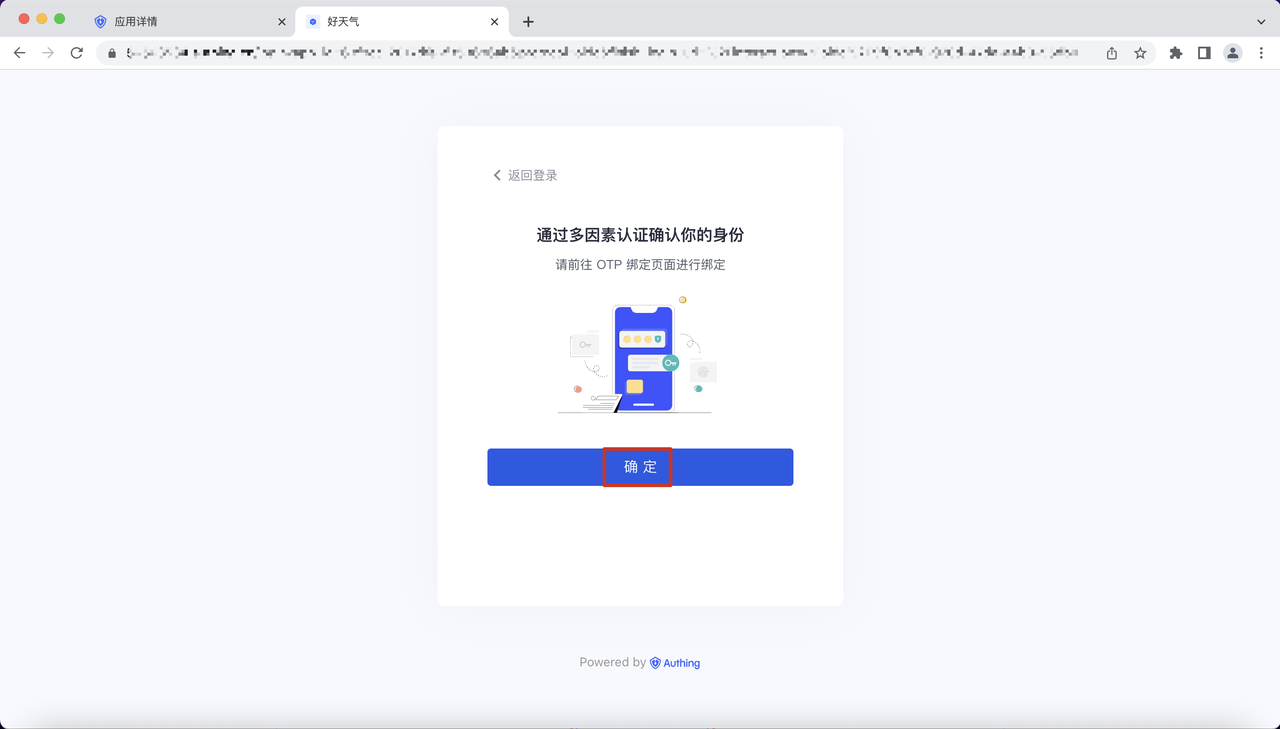 应用详情
好天气
返回登录
通过多因素认证确认你的身份
请前往 OTP 绑定页面进行绑定
确 定
Powered by Authing